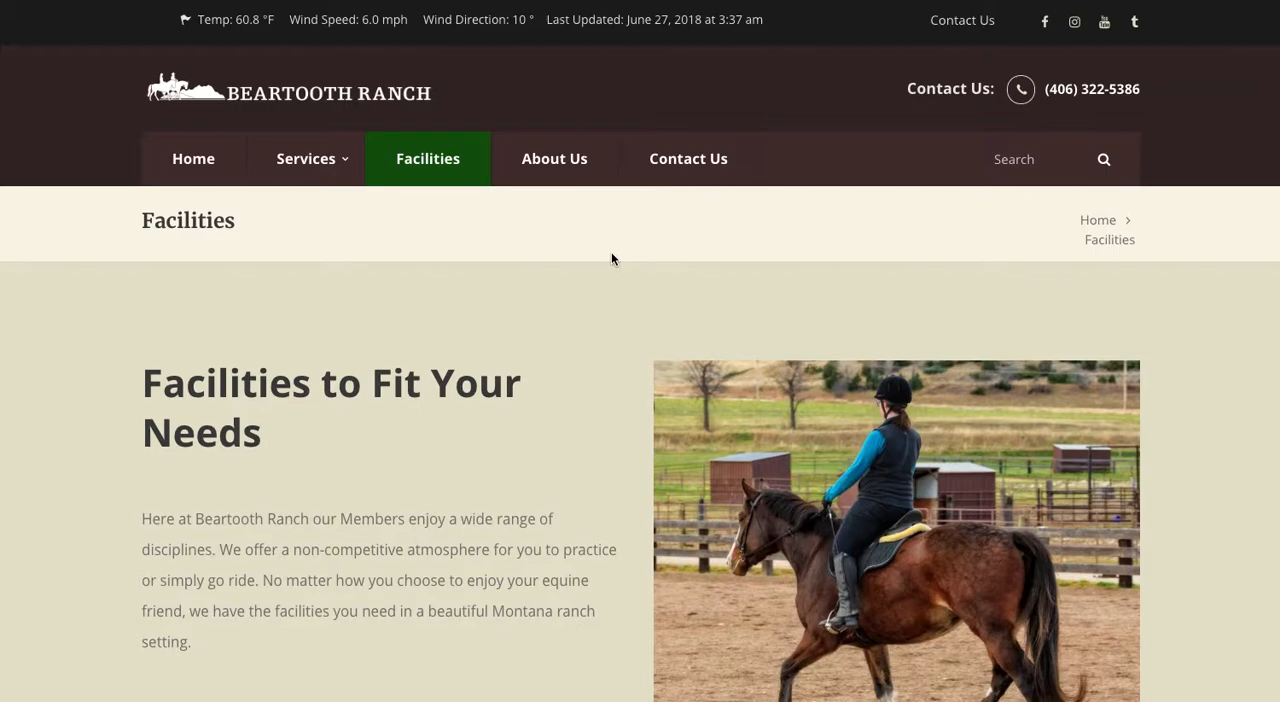 Temp: 60.8 °F Wind Speed: 6.0 mph Wind Direction: 10 ° Last Updated: June 27, 2018 at 3:37 am Contact Us
BEARTOOTH RANCH
Contact Us: (406) 322-5386
Home Services Facilities About Us Contact Us Search
Facilities
Home >
Facilities
Facilities to Fit Your
Needs
Here at Beartooth Ranch our Members enjoy a wide range of
disciplines. We offer a non-competitive atmosphere for you to practice
or simply go ride. No matter how you choose to enjoy your equine
friend, we have the facilities you need in a beautiful Montana ranch
setting.